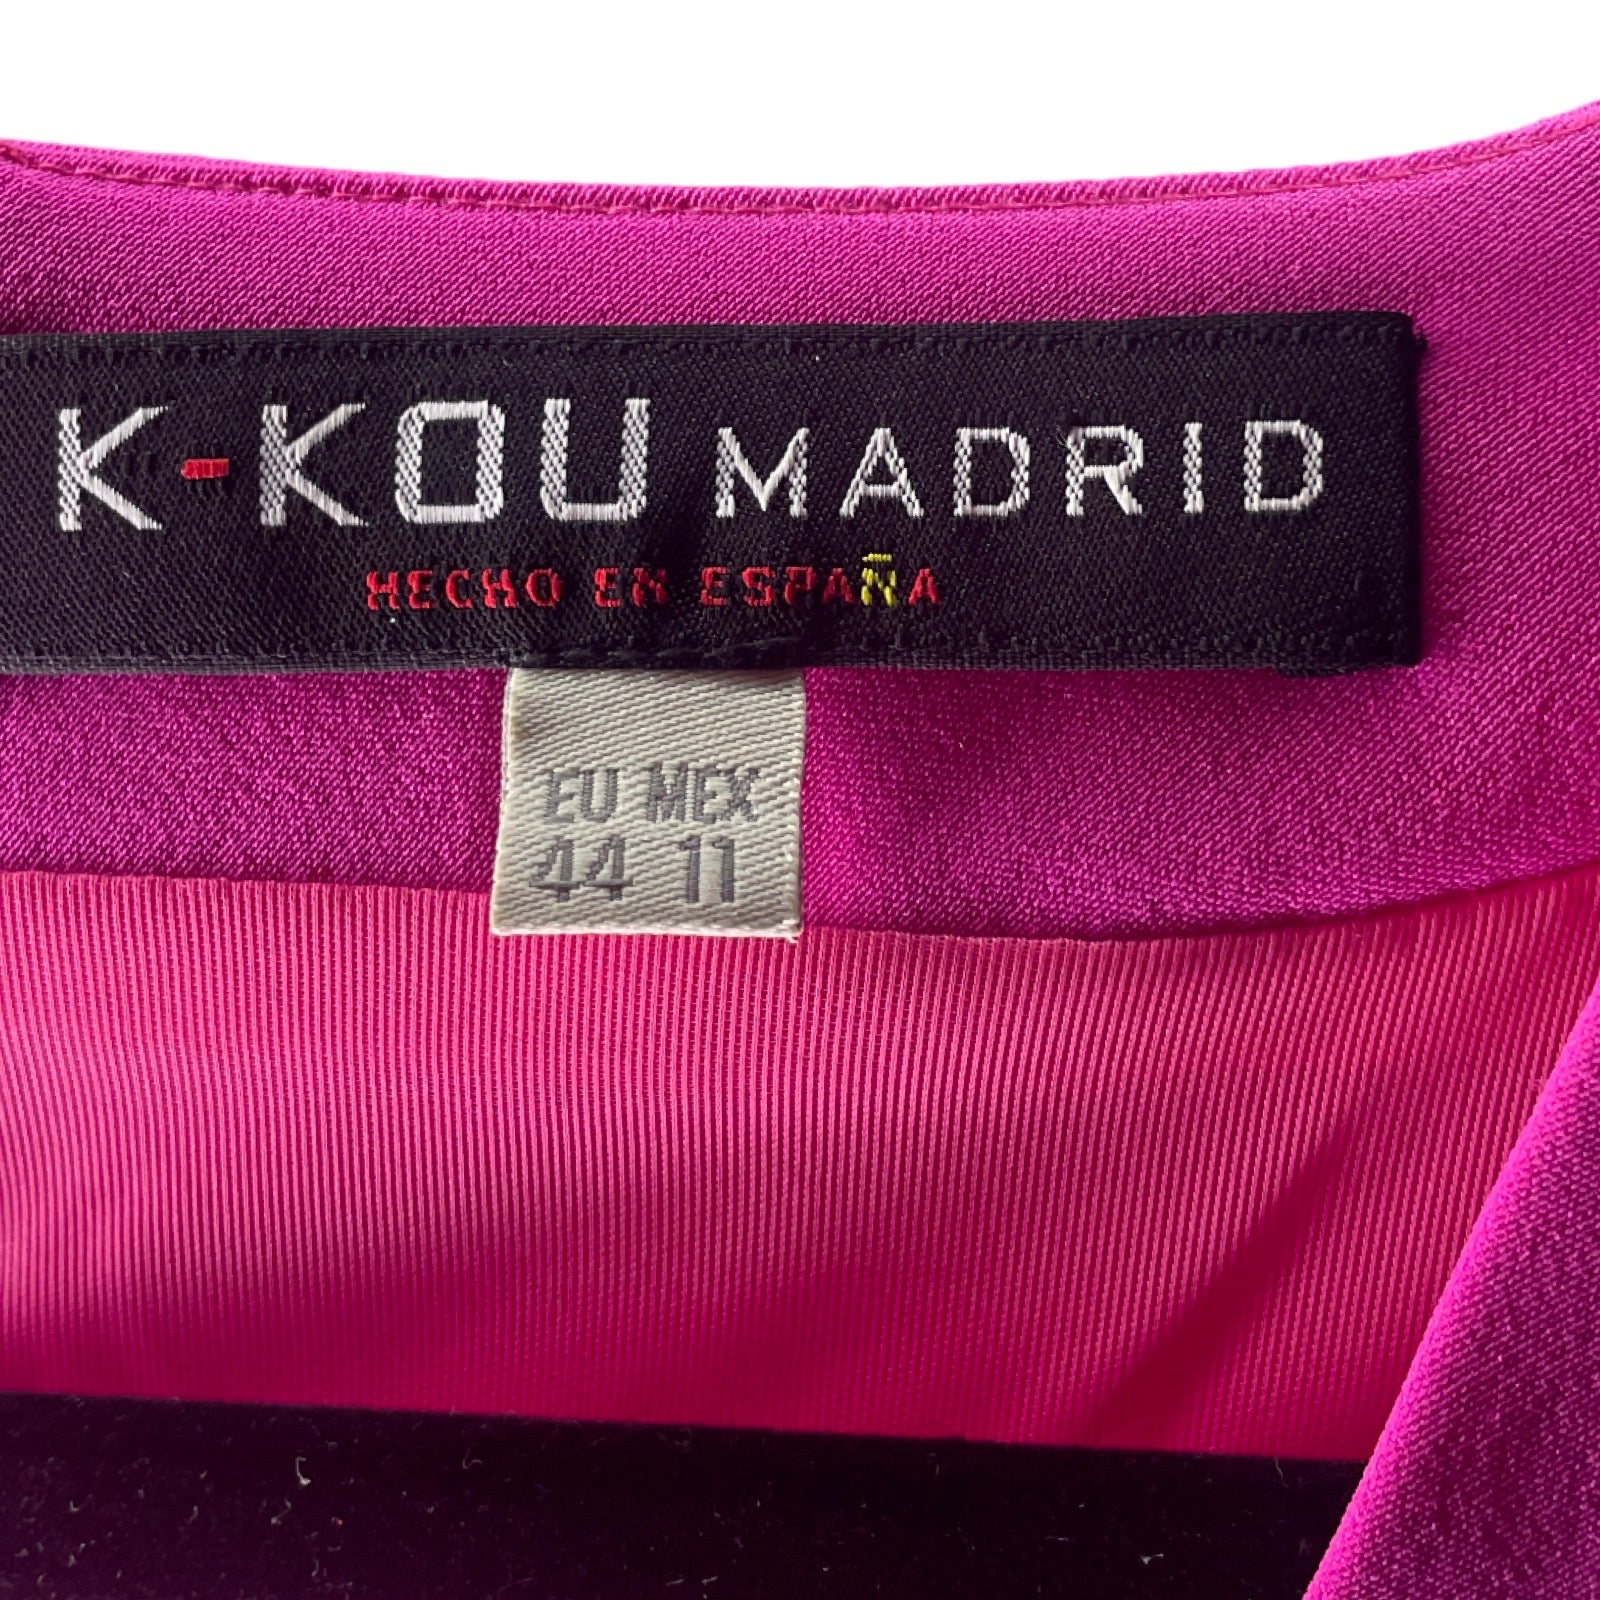 K-KOU MADRID
HECHO EN ESPAÑA
EU MEX
44 11